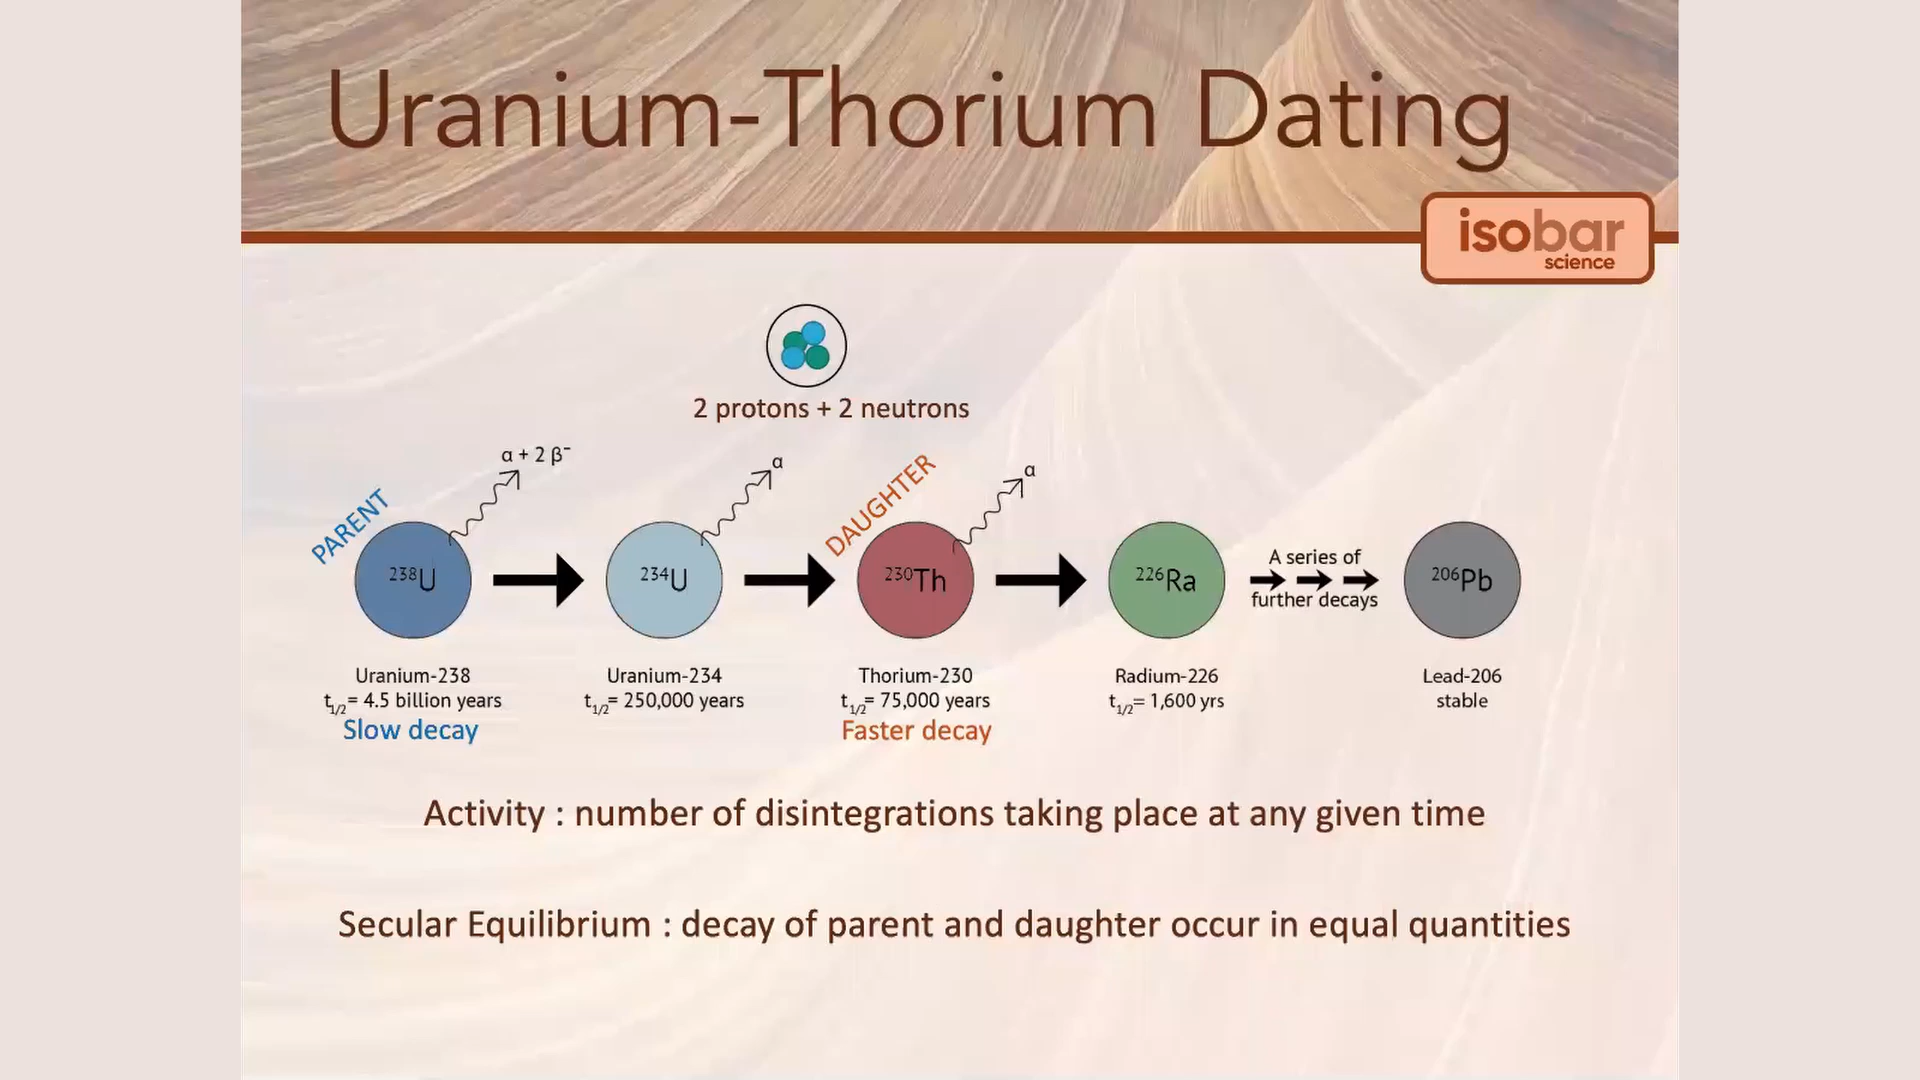 Uranium-Thorium Dating
isobar
science
2 protons + 2 neutrons
α + 2 β⁻
α
α
PARENT
DAUGHTER
²³⁸U
²³⁴U
²³⁰Th
²²⁶Ra
A series of
further decays
²⁰⁶Pb
Uranium-238
t1/2= 4.5 billion years
Slow decay
Uranium-234
t1/2= 250,000 years
Thorium-230
t1/2= 75,000 years
Faster decay
Radium-226
t1/2= 1,600 yrs
Lead-206
stable
Activity : number of disintegrations taking place at any given time
Secular Equilibrium : decay of parent and daughter occur in equal quantities